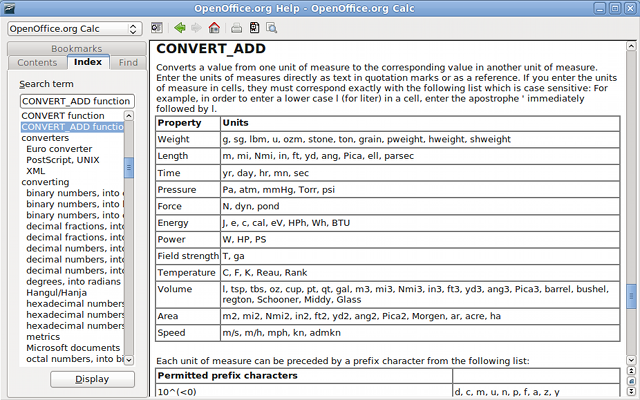 OpenOffice.org Help - OpenOffice.org Calc
OpenOffice.org Calc
Bookmarks
Contents Index Find
Search term
CONVERT_ADD function
CONVERT function
CONVERT_ADD functio
converters
Euro converter
PostScript, UNIX
XML
converting
binary numbers, into
binary numbers, into
binary numbers, into
decimal fractions, into
decimal fractions, into
decimal numbers, into
decimal numbers, into
decimal numbers, into
degrees, into radians
Hangul/Hanja
hexadecimal numbers
hexadecimal numbers
hexadecimal numbers
metrics
Microsoft documents
octal numbers, into bi
Display
CONVERT_ADD
Converts a value from one unit of measure to the corresponding value in another unit of measure.
Enter the units of measures directly as text in quotation marks or as a reference. If you enter the units
of measure in cells, they must correspond exactly with the following list which is case sensitive: For
example, in order to enter a lower case l (for liter) in a cell, enter the apostrophe ' immediately
followed by l.
Property Units
Weight g, sg, lbm, u, ozm, stone, ton, grain, pweight, hweight, shweight
Length m, mi, Nmi, in, ft, yd, ang, Pica, ell, parsec
Time yr, day, hr, mn, sec
Pressure Pa, atm, mmHg, Torr, psi
Force N, dyn, pond
Energy J, e, c, cal, eV, HPh, Wh, BTU
Power W, HP, PS
Field strength T, ga
Temperature C, F, K, Reau, Rank
Volume l, tsp, tbs, oz, cup, pt, qt, gal, m3, mi3, Nmi3, in3, ft3, yd3, ang3, Pica3, barrel, bushel,
regton, Schooner, Middy, Glass
Area m2, mi2, Nmi2, in2, ft2, yd2, ang2, Pica2, Morgen, ar, acre, ha
Speed m/s, m/h, mph, kn, admkn
Each unit of measure can be preceded by a prefix character from the following list:
Permitted prefix characters
10^(<0) d, c, m, u, n, p, f, a, z, y